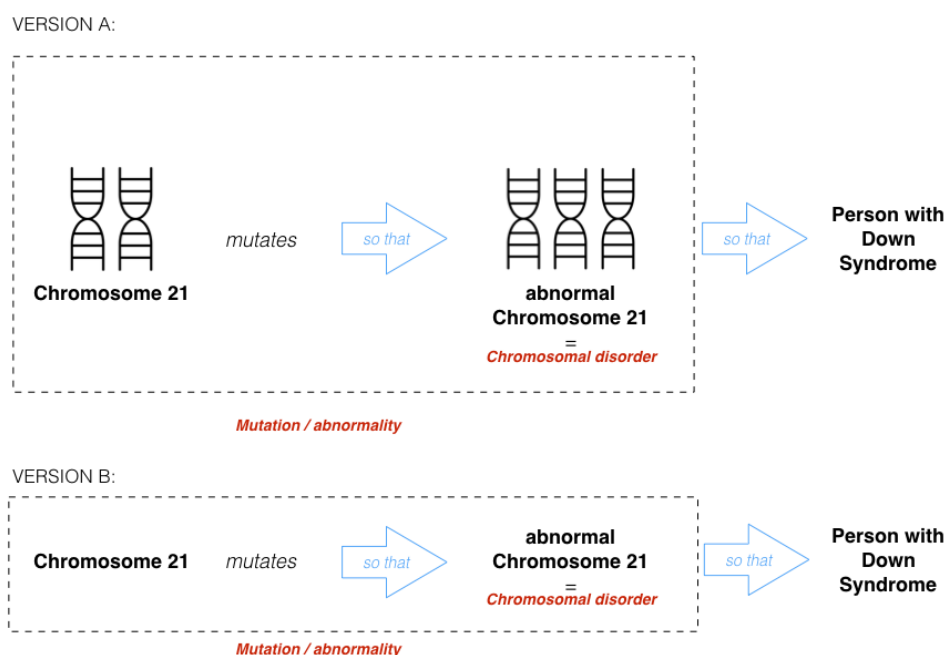 VERSION A:
mutates
so that
so that
Person with
Down
Syndrome
Chromosome 21
abnormal
Chromosome 21
=
Chromosomal disorder
Mutation / abnormality
VERSION B:
Chromosome 21
mutates
so that
abnormal
Chromosome 21
=
Chromosomal disorder
so that
Person with
Down
Syndrome
Mutation / abnormality